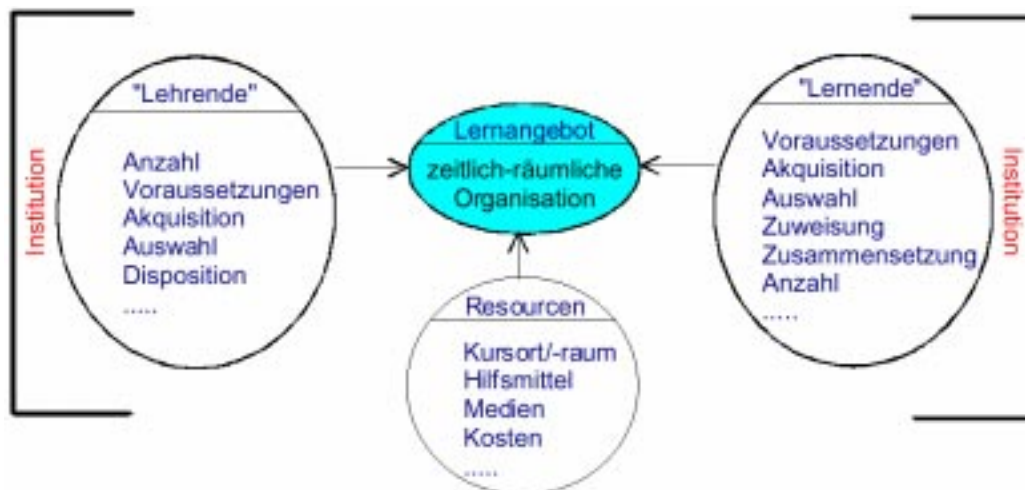 Institution
"Lehrende"
Anzahl
Voraussetzungen
Akquisition
Auswahl
Disposition
.....
Lernangebot
zeitlich-räumliche
Organisation
Resourcen
Kursort/-raum
Hilfsmittel
Medien
Kosten
.....
"Lernende"
Voraussetzungen
Akquisition
Auswahl
Zuweisung
Zusammensetzung
Anzahl
.....
Institution